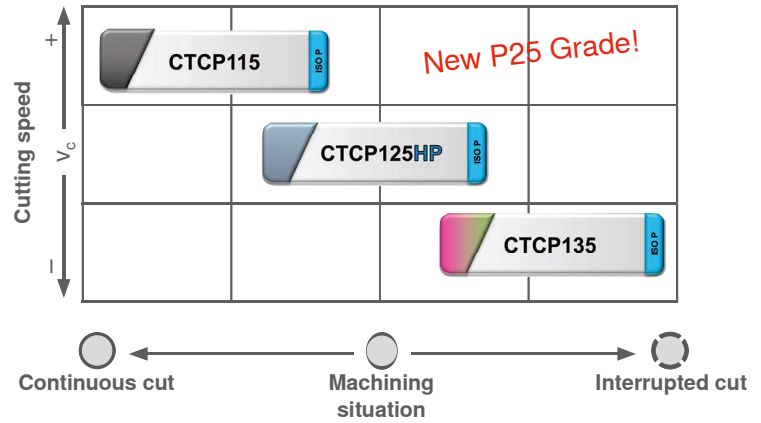 +
Cutting speed
vc
–
CTCP115
ISO P
New P25 Grade!
CTCP125HP
ISO P
CTCP135
ISO P
Continuous cut
Machining
situation
Interrupted cut